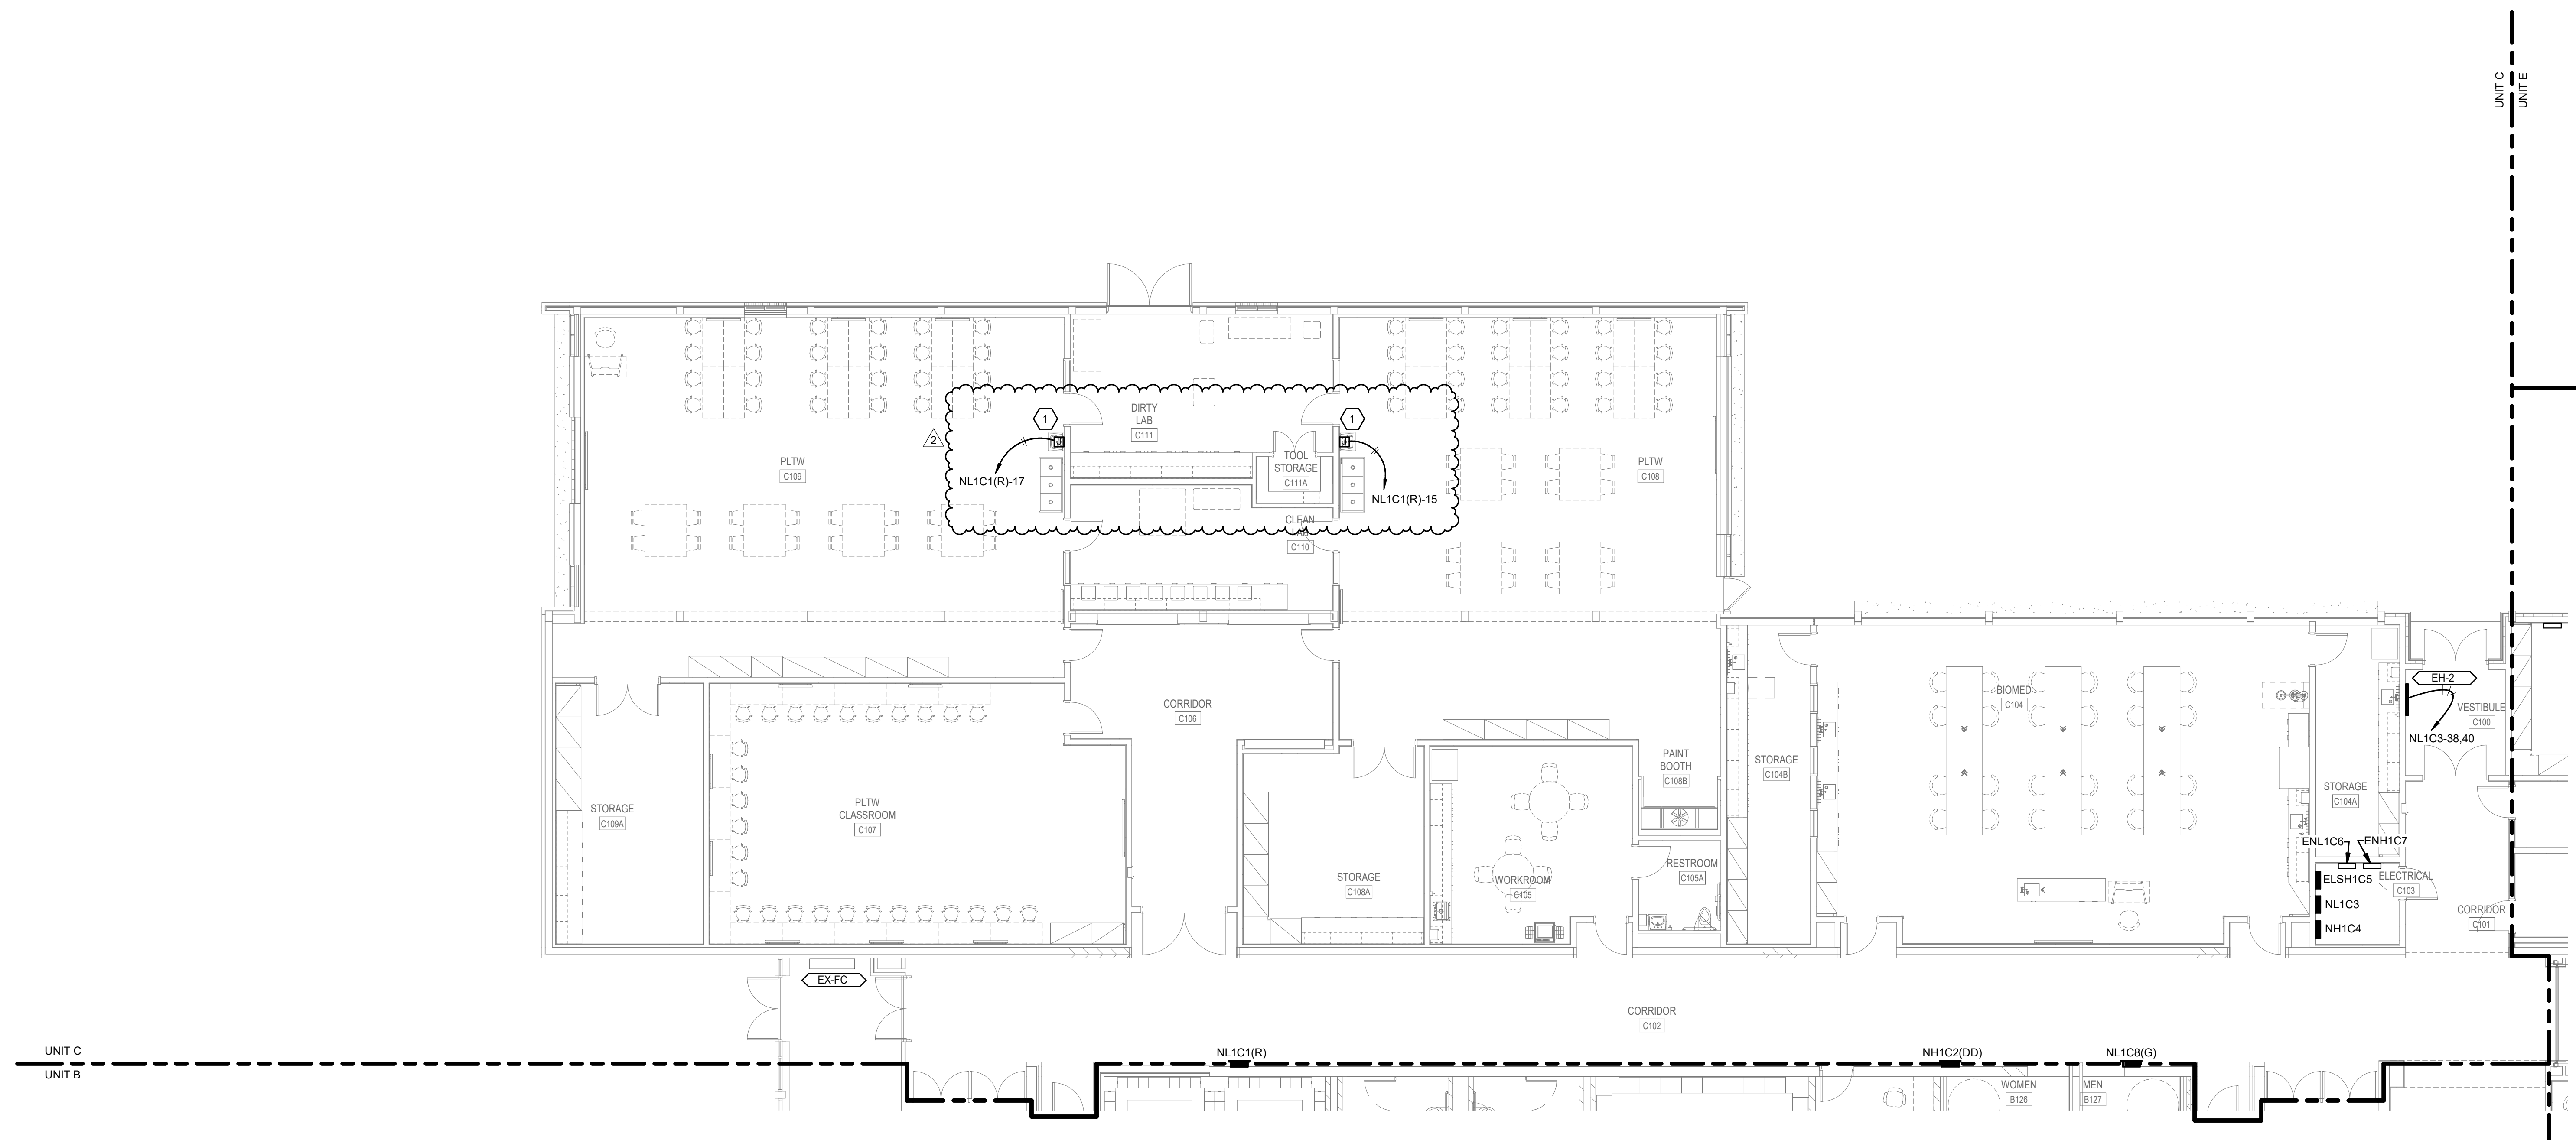 UNIT C
UNIT E
1
1
DIRTY
LAB
C111
2
J
J
PLTW
C109
TOOL
STORAGE
C111A
PLTW
C108
NL1C1(R)-17
NL1C1(R)-15
CLEAN
LAB
C110
EH-2
BIOMED
C104
VESTIBULE
C100
CORRIDOR
C106
NL1C3-38,40
PAINT
BOOTH
C108B
STORAGE
C104B
STORAGE
C104A
STORAGE
C109A
PLTW
CLASSROOM
C107
ENL1C6
ENH1C7
RESTROOM
C105A
STORAGE
C108A
WORKROOM
C105
ELSH1C5
ELECTRICAL
C103
NL1C3
CORRIDOR
C101
NH1C4
EX-FC
CORRIDOR
C102
UNIT C
UNIT B
NL1C1(R)
NH1C2(DD)
NL1C8(G)
WOMEN
B126
MEN
B127